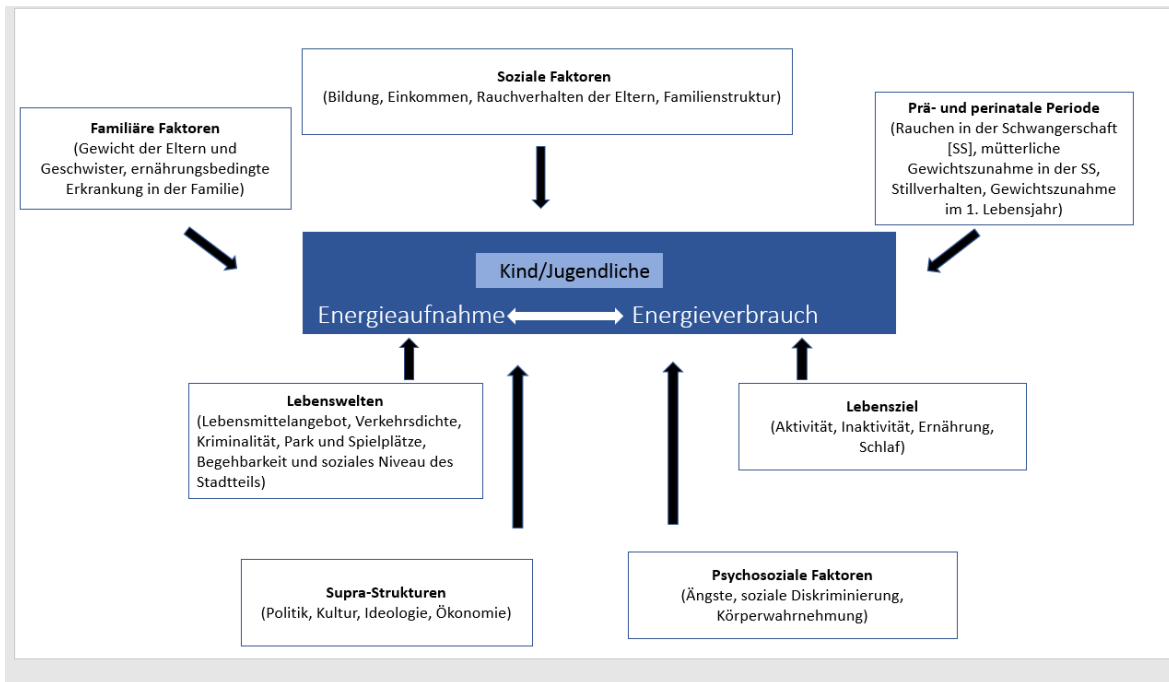 Soziale Faktoren
(Bildung, Einkommen, Rauchverhalten der Eltern, Familienstruktur)
Familiäre Faktoren
(Gewicht der Eltern und
Geschwister, ernährungsbedingte
Erkrankung in der Familie)
Prä- und perinatale Periode
(Rauchen in der Schwangerschaft
[SS], mütterliche
Gewichtszunahme in der SS,
Stillverhalten, Gewichtszunahme
im 1. Lebensjahr)
Kind/Jugendliche
Energieaufnahme
Energieverbrauch
Lebenswelten
(Lebensmittelangebot, Verkehrsdichte,
Kriminalität, Park und Spielplätze,
Begehbarkeit und soziales Niveau des
Stadtteils)
Lebensziel
(Aktivität, Inaktivität, Ernährung,
Schlaf)
Supra-Strukturen
(Politik, Kultur, Ideologie, Ökonomie)
Psychosoziale Faktoren
(Ängste, soziale Diskriminierung,
Körperwahrnehmung)